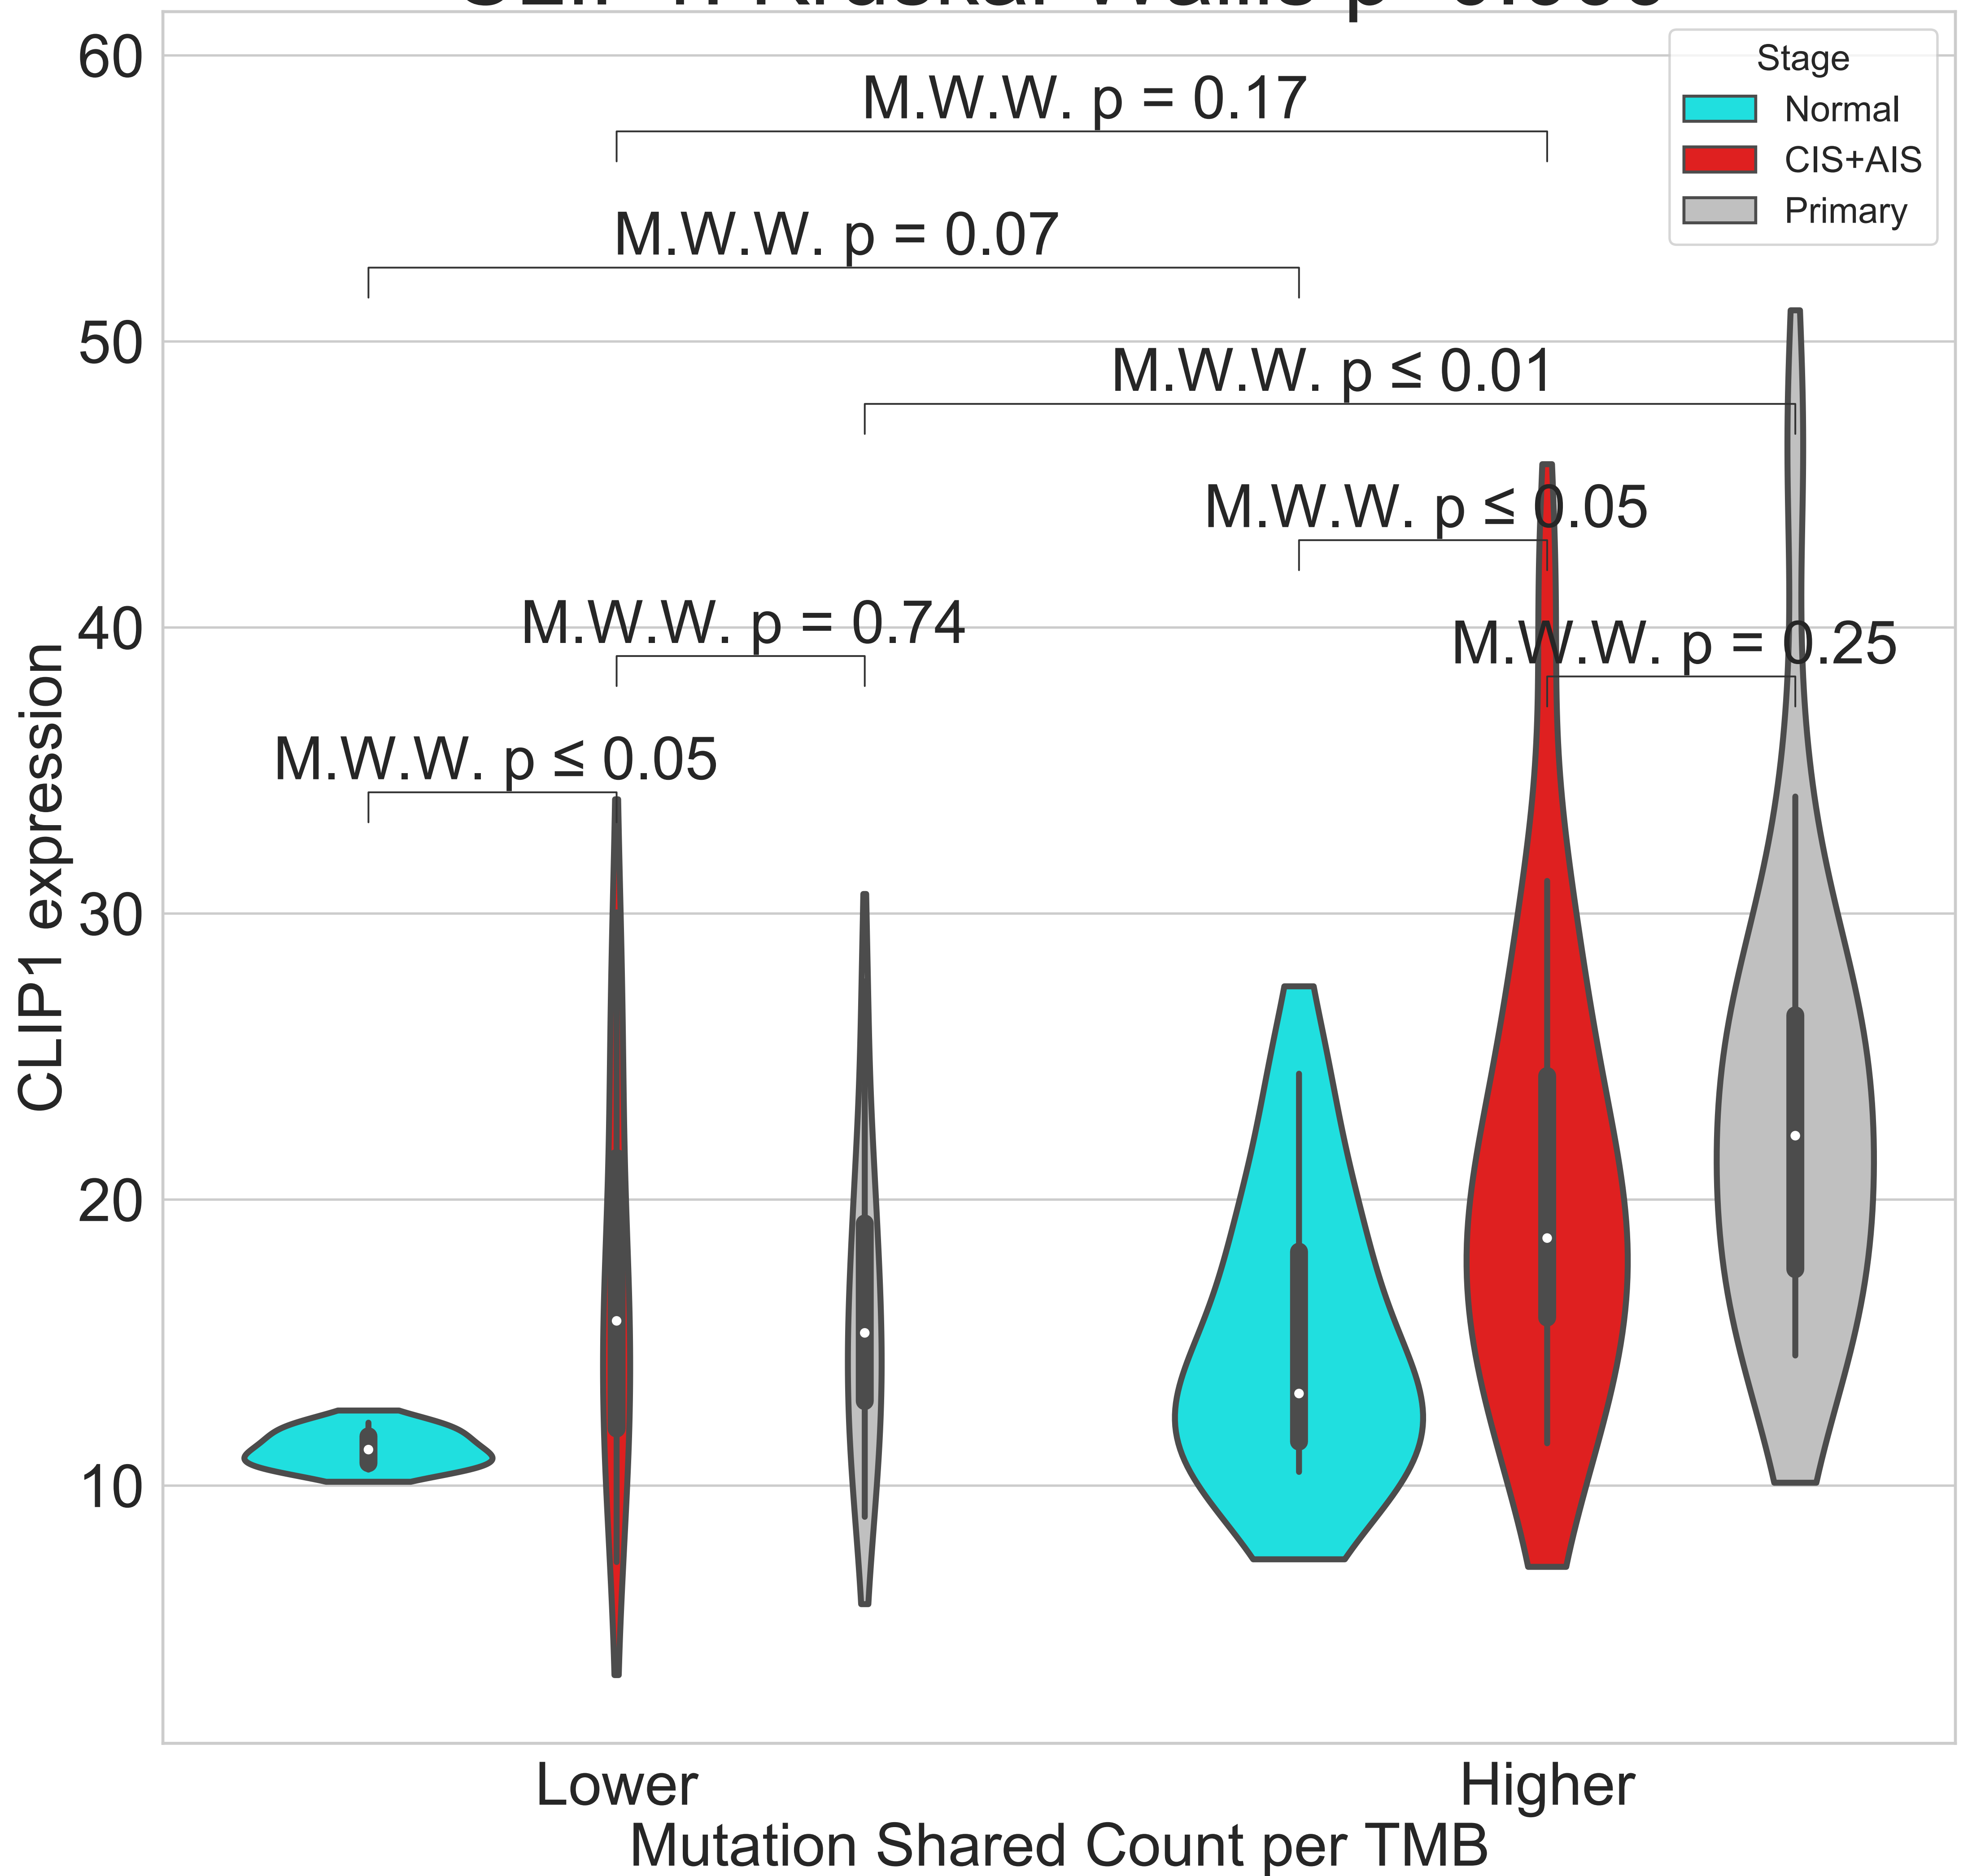 60
50
40
30
20
10
CLIP1 expression
M.W.W. p = 0.17
M.W.W. p = 0.07
M.W.W. p ≤ 0.01
M.W.W. p ≤ 0.05
M.W.W. p = 0.74
M.W.W. p = 0.25
M.W.W. p ≤ 0.05
Stage
Normal
CIS+AIS
Primary
Lower
Higher
Mutation Shared Count per TMB